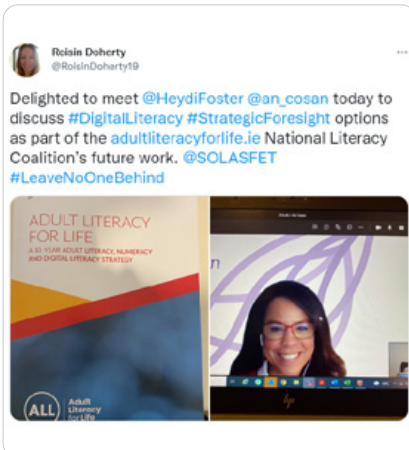 Roisin Doherty
@RoisinDoherty19
Delighted to meet @HeydiFoster @an_cosan today to
discuss #DigitalLiteracy #StrategicForesight options
as part of the adultliteracyforlife.ie National Literacy
Coalition's future work. @SOLASFET
#LeaveNoOneBehind
ADULT LITERACY
FOR LIFE
A 10-YEAR ADULT LITERACY, NUMERACY
AND DIGITAL LITERACY STRATEGY
ALL
Adult
Literacy
for Life
n
hp